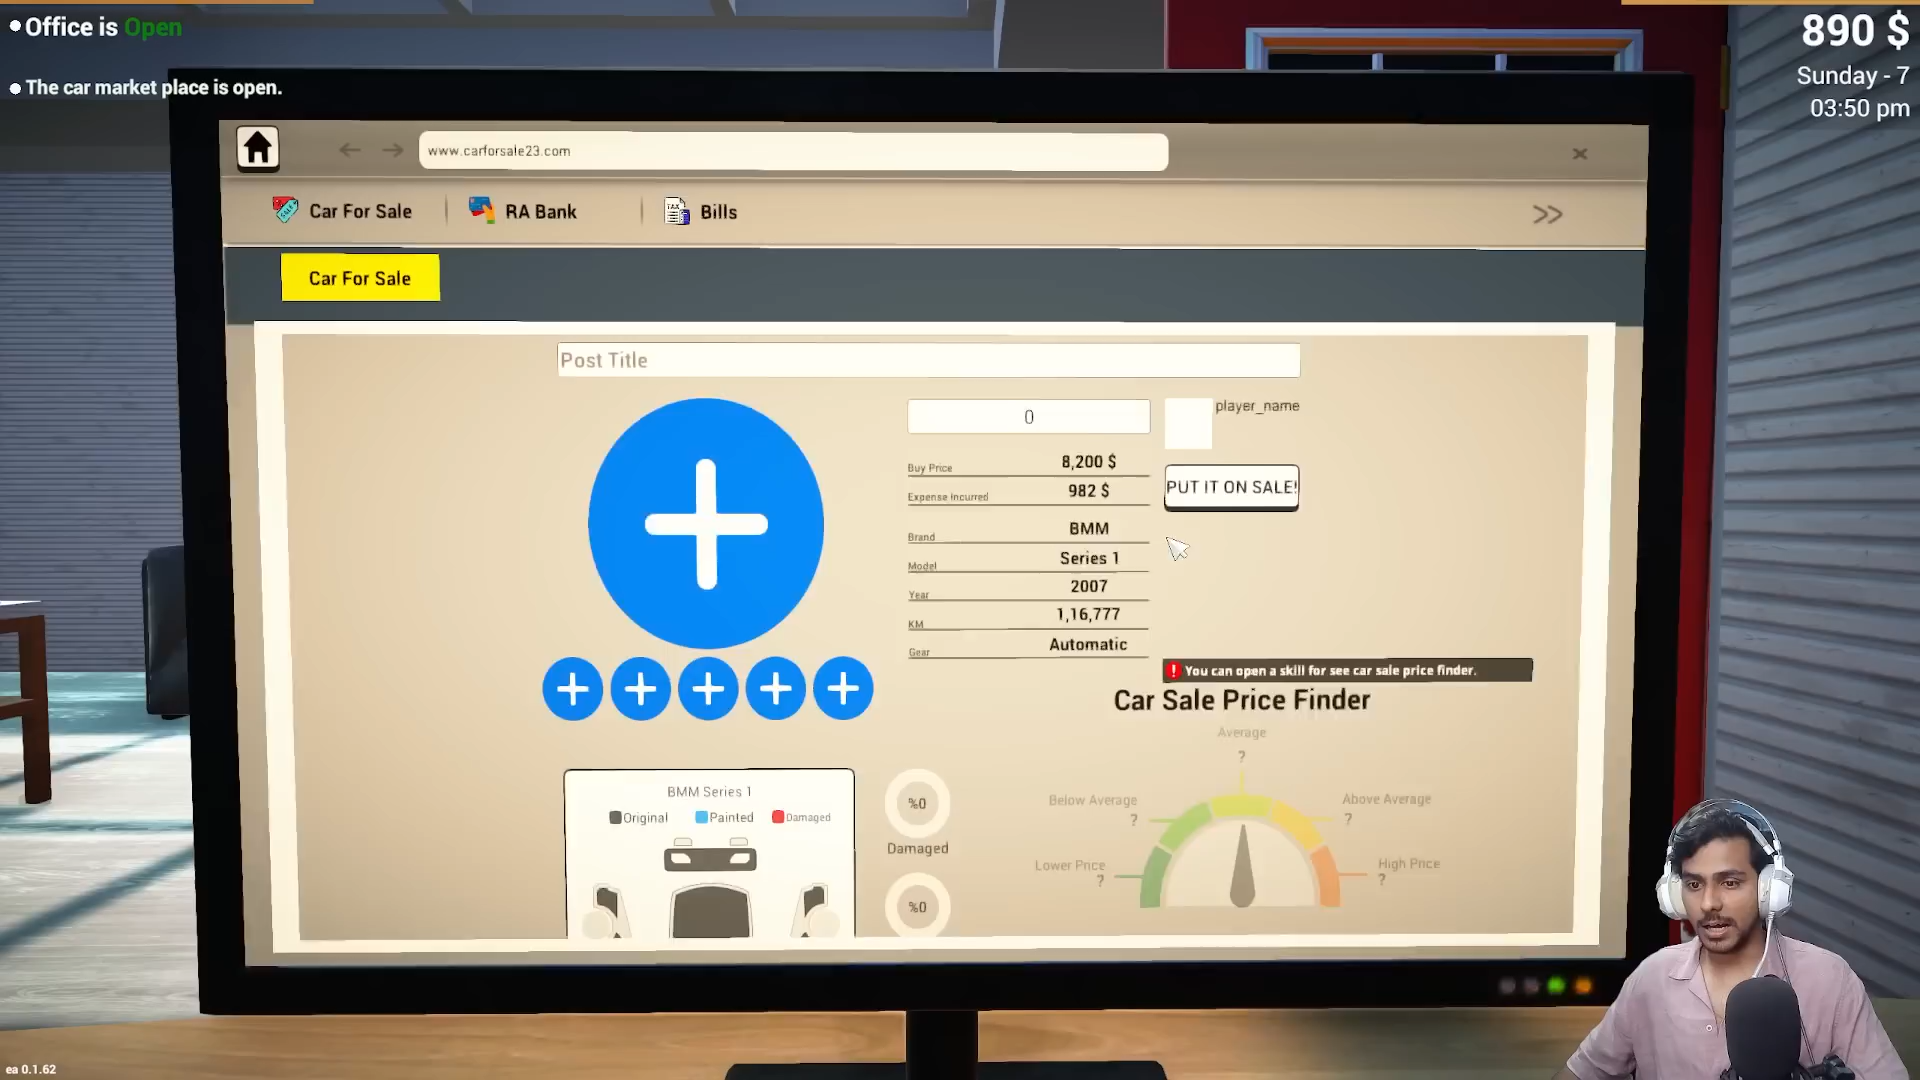 Office is Open
The car market place is open.
890 $
Sunday - 7
03:50 pm
www.carforsale23.com
Car For Sale
RA Bank
Bills
Car For Sale
Post Title
0
player_name
Buy Price 8,200 $
Expense Incurred 982 $
PUT IT ON SALE!
Brand BMM
Model Series 1
Year 2007
KM 1,16,777
Gear Automatic
You can open a skill for see car sale price finder.
Car Sale Price Finder
Average
?
Below Average
?
Above Average
?
Lower Price
?
High Price
?
BMM Series 1
Original Painted Damaged
%0
Damaged
%0
ea 0.1.62